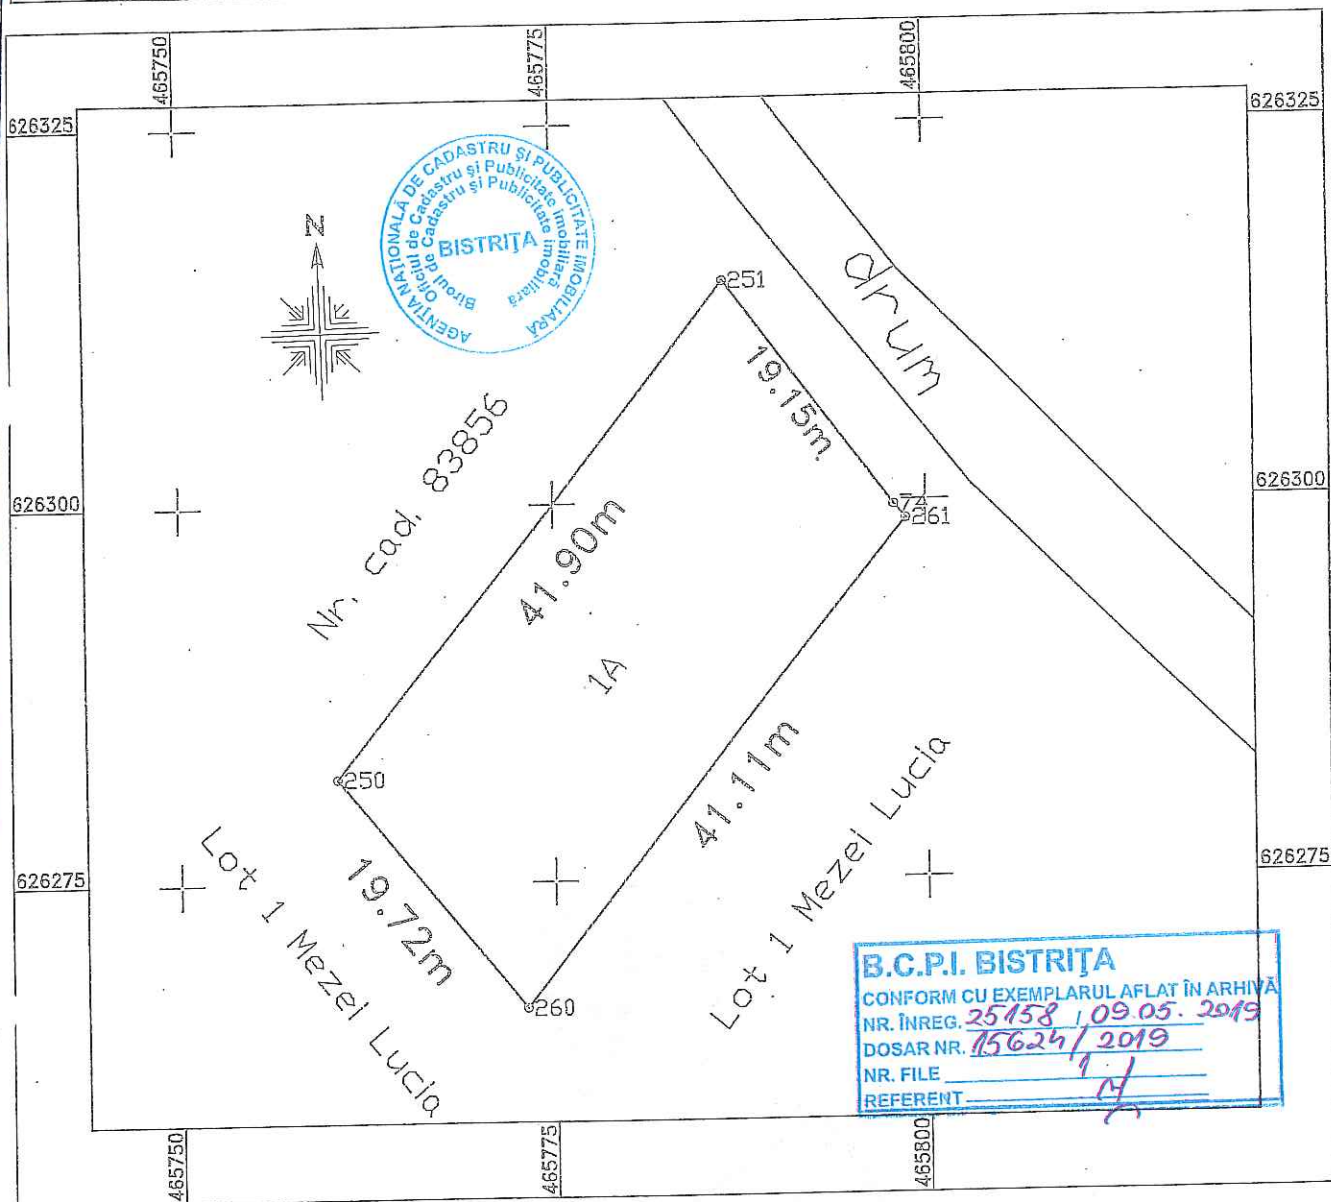 465750
465775
465800
626325
626325
AGENȚIA NAȚIONALĂ DE CADASTRU ȘI PUBLICITATE IMOBILIARĂ
Oficiul de Cadastru și Publicitate Imobiliară
Biroul de Cadastru și Publicitate Imobiliară
BISTRIȚA
N
251
drum
19.15m
Nr. cad. 83856
626300
626300
74
261
41.90m
1A
250
41.11m
Lot 1 Mezei Lucia
626275
626275
19.72m
Lot 1 Mezei Lucia
260
B.C.P.I. BISTRIȚA
CONFORM CU EXEMPLARUL AFLAT ÎN ARHIVĂ
NR. ÎNREG. 25158 / 09.05. 2019
DOSAR NR. 15624 / 2019
NR. FILE 1
REFERENT
465750
465775
465800